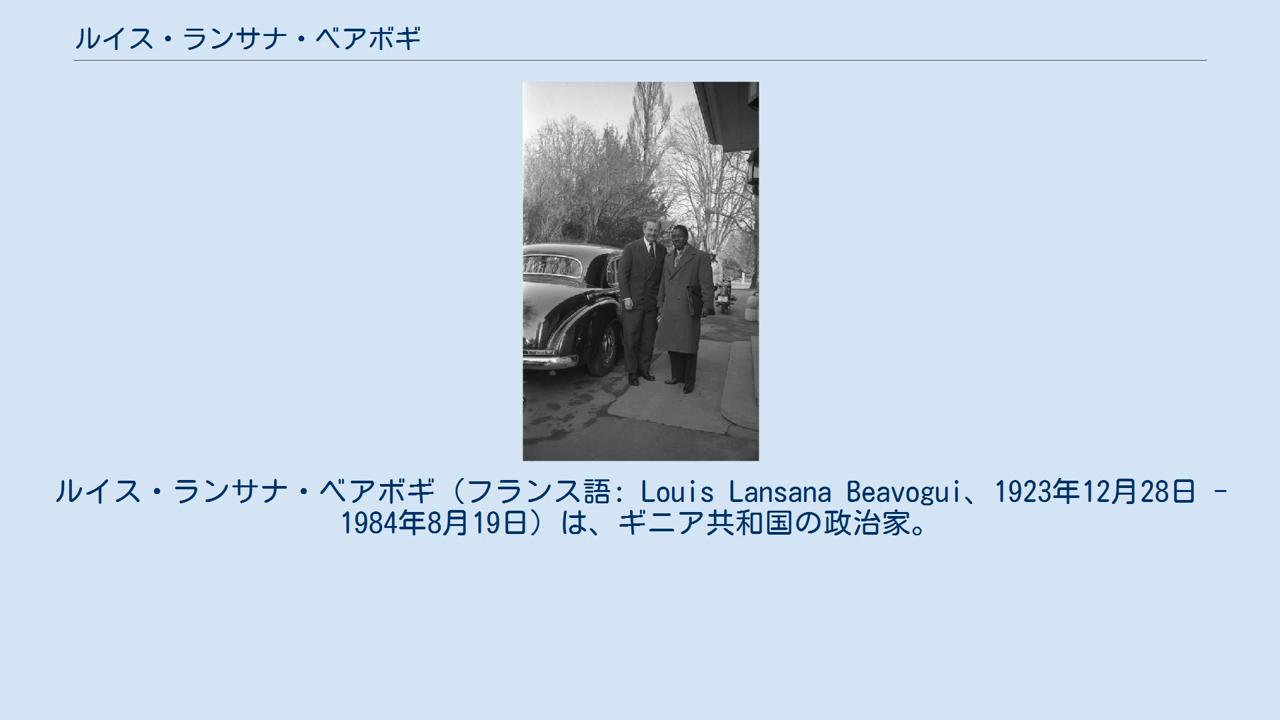 ルイス・ランサナ・ベアボギ
ルイス・ランサナ・ベアボギ（フランス語: Louis Lansana Beavogui、1923年12月28日 -
1984年8月19日）は、ギニア共和国の政治家。